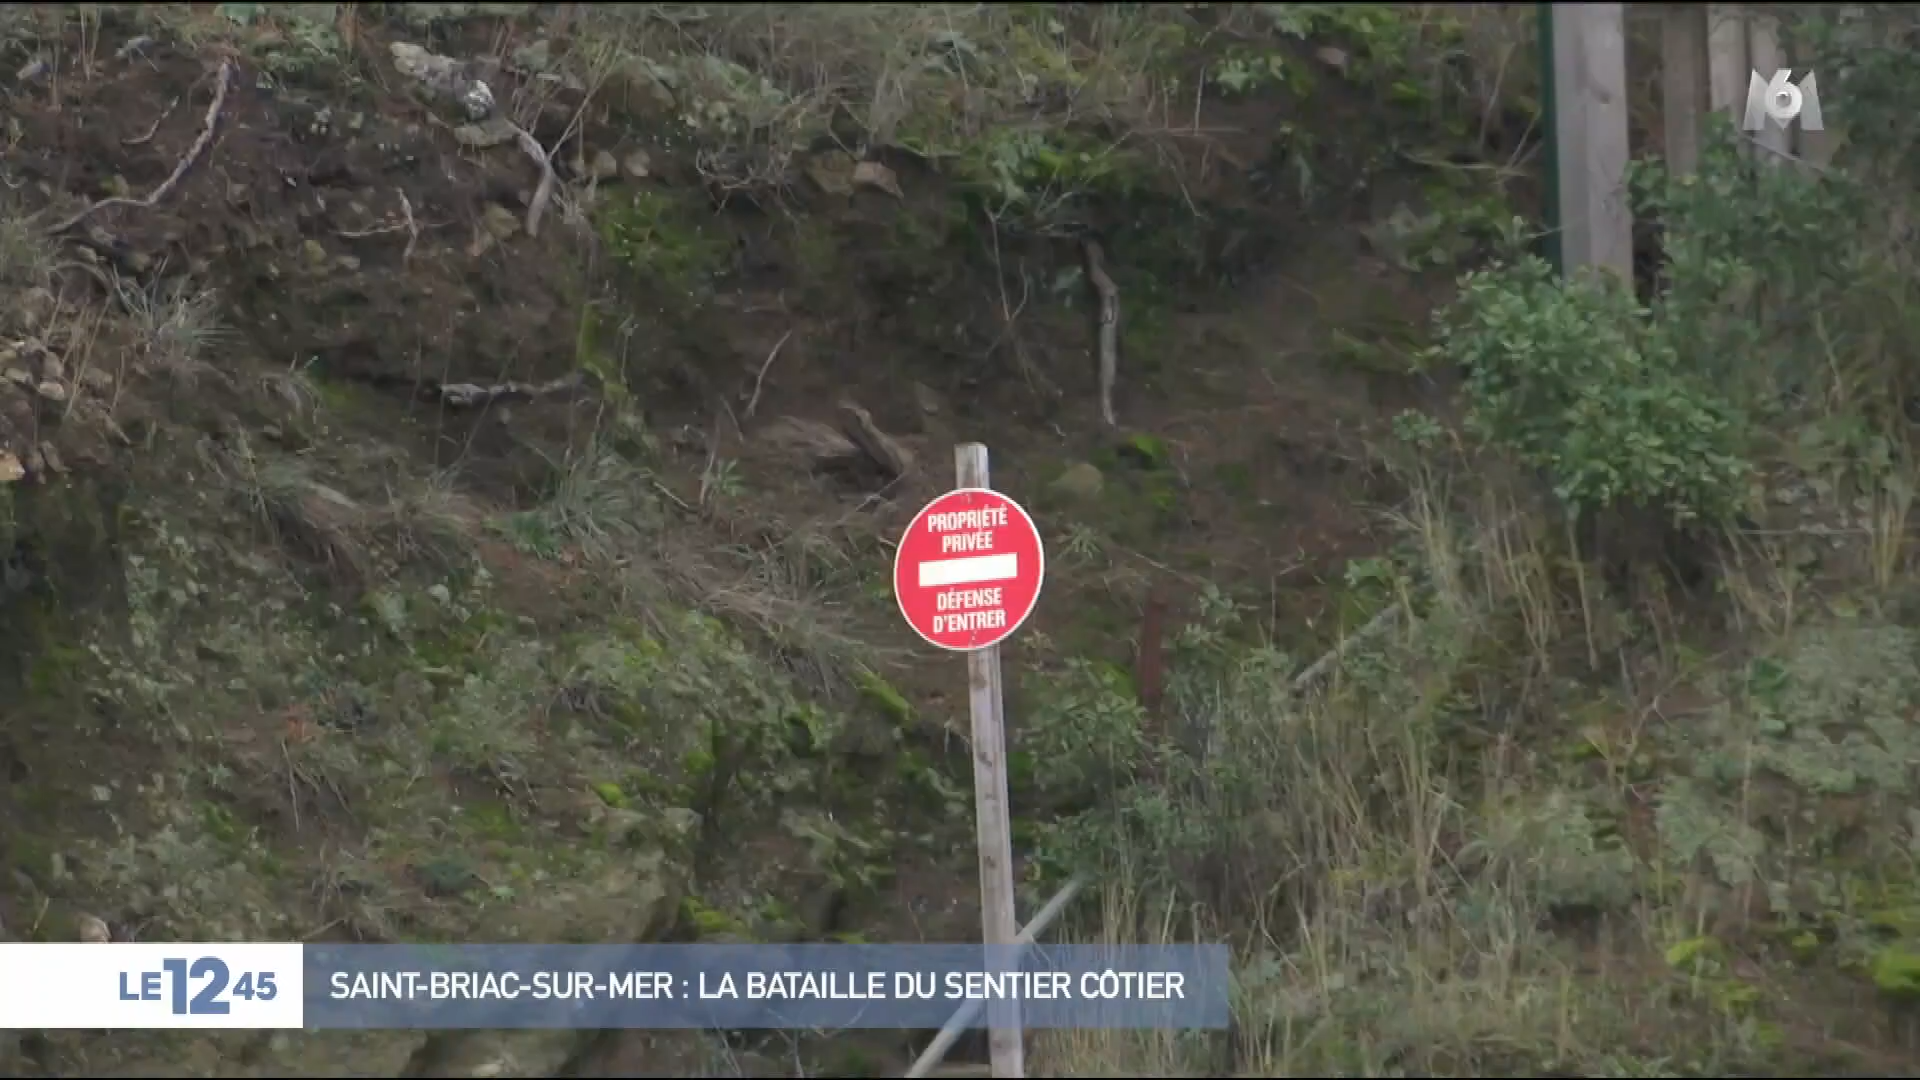 M6
PROPRIÉTÉ
PRIVÉE
DÉFENSE
D'ENTRER
LE 12 45
SAINT-BRIAC-SUR-MER : LA BATAILLE DU SENTIER CÔTIER